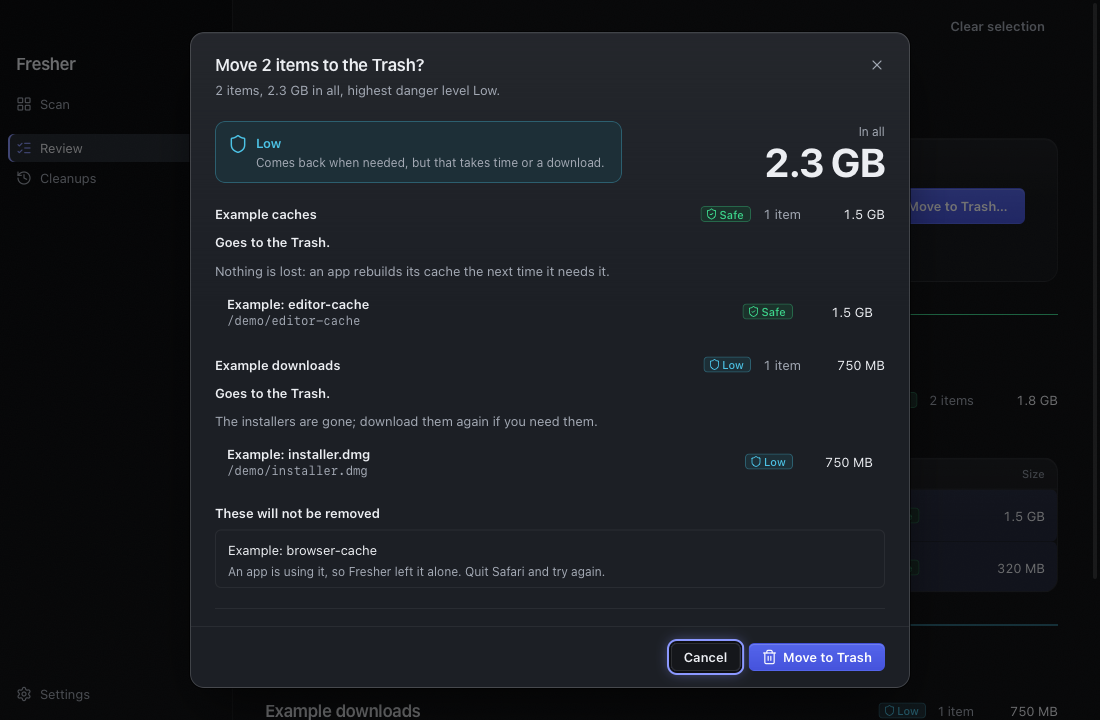 Clear selection
Fresher
Scan
Review
Cleanups
Settings
Move 2 items to the Trash?
2 items, 2.3 GB in all, highest danger level Low.
Low
Comes back when needed, but that takes time or a download.
In all
2.3 GB
Example caches
Safe
1 item
1.5 GB
Goes to the Trash.
Nothing is lost: an app rebuilds its cache the next time it needs it.
Example: editor-cache
/demo/editor-cache
Safe
1.5 GB
Example downloads
Low
1 item
750 MB
Goes to the Trash.
The installers are gone; download them again if you need them.
Example: installer.dmg
/demo/installer.dmg
Low
750 MB
These will not be removed
Example: browser-cache
An app is using it, so Fresher left it alone. Quit Safari and try again.
Cancel
Move to Trash
Move to Trash...
2 items
1.8 GB
Size
1.5 GB
320 MB
Example downloads
Low
1 item
750 MB